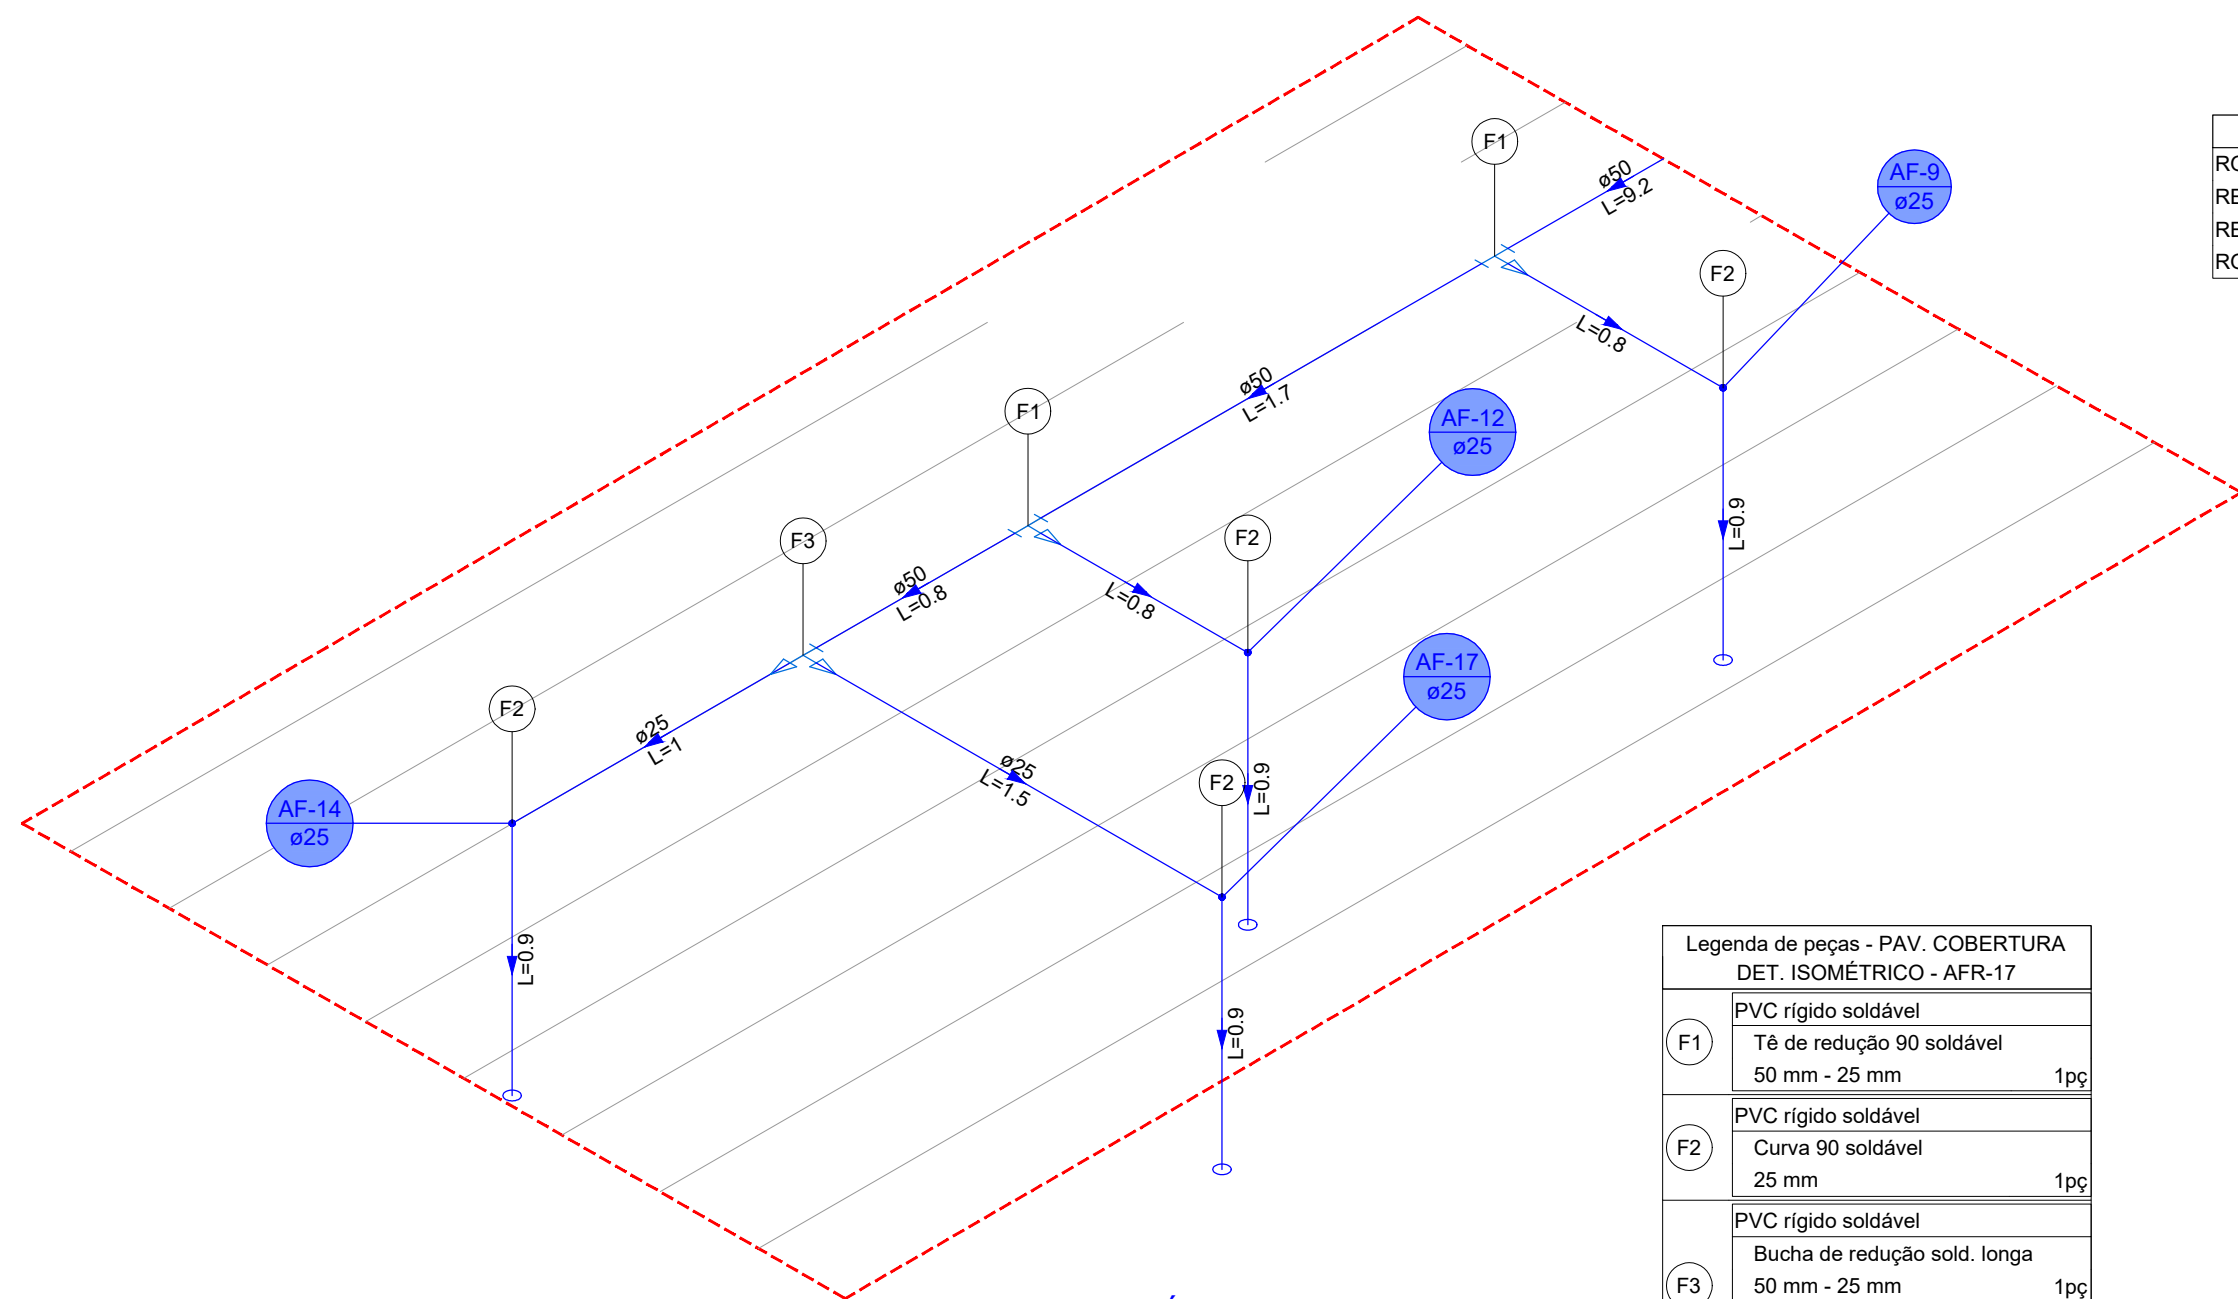 F1
ø50
L=9.2
AF-9
ø25
F2
L=0.8
ø50
L=1.7
F1
AF-12
ø25
L=0.9
F3
F2
ø50
L=0.8
L=0.8
AF-17
ø25
F2
ø25
L=1
ø25
L=1.5
F2
L=0.9
AF-14
ø25
L=0.9
L=0.9
Legenda de peças - PAV. COBERTURA
DET. ISOMÉTRICO - AFR-17
F1
PVC rígido soldável
Tê de redução 90 soldável
50 mm - 25 mm 1pç
F2
PVC rígido soldável
Curva 90 soldável
25 mm 1pç
F3
PVC rígido soldável
Bucha de redução sold. longa
50 mm - 25 mm 1pç